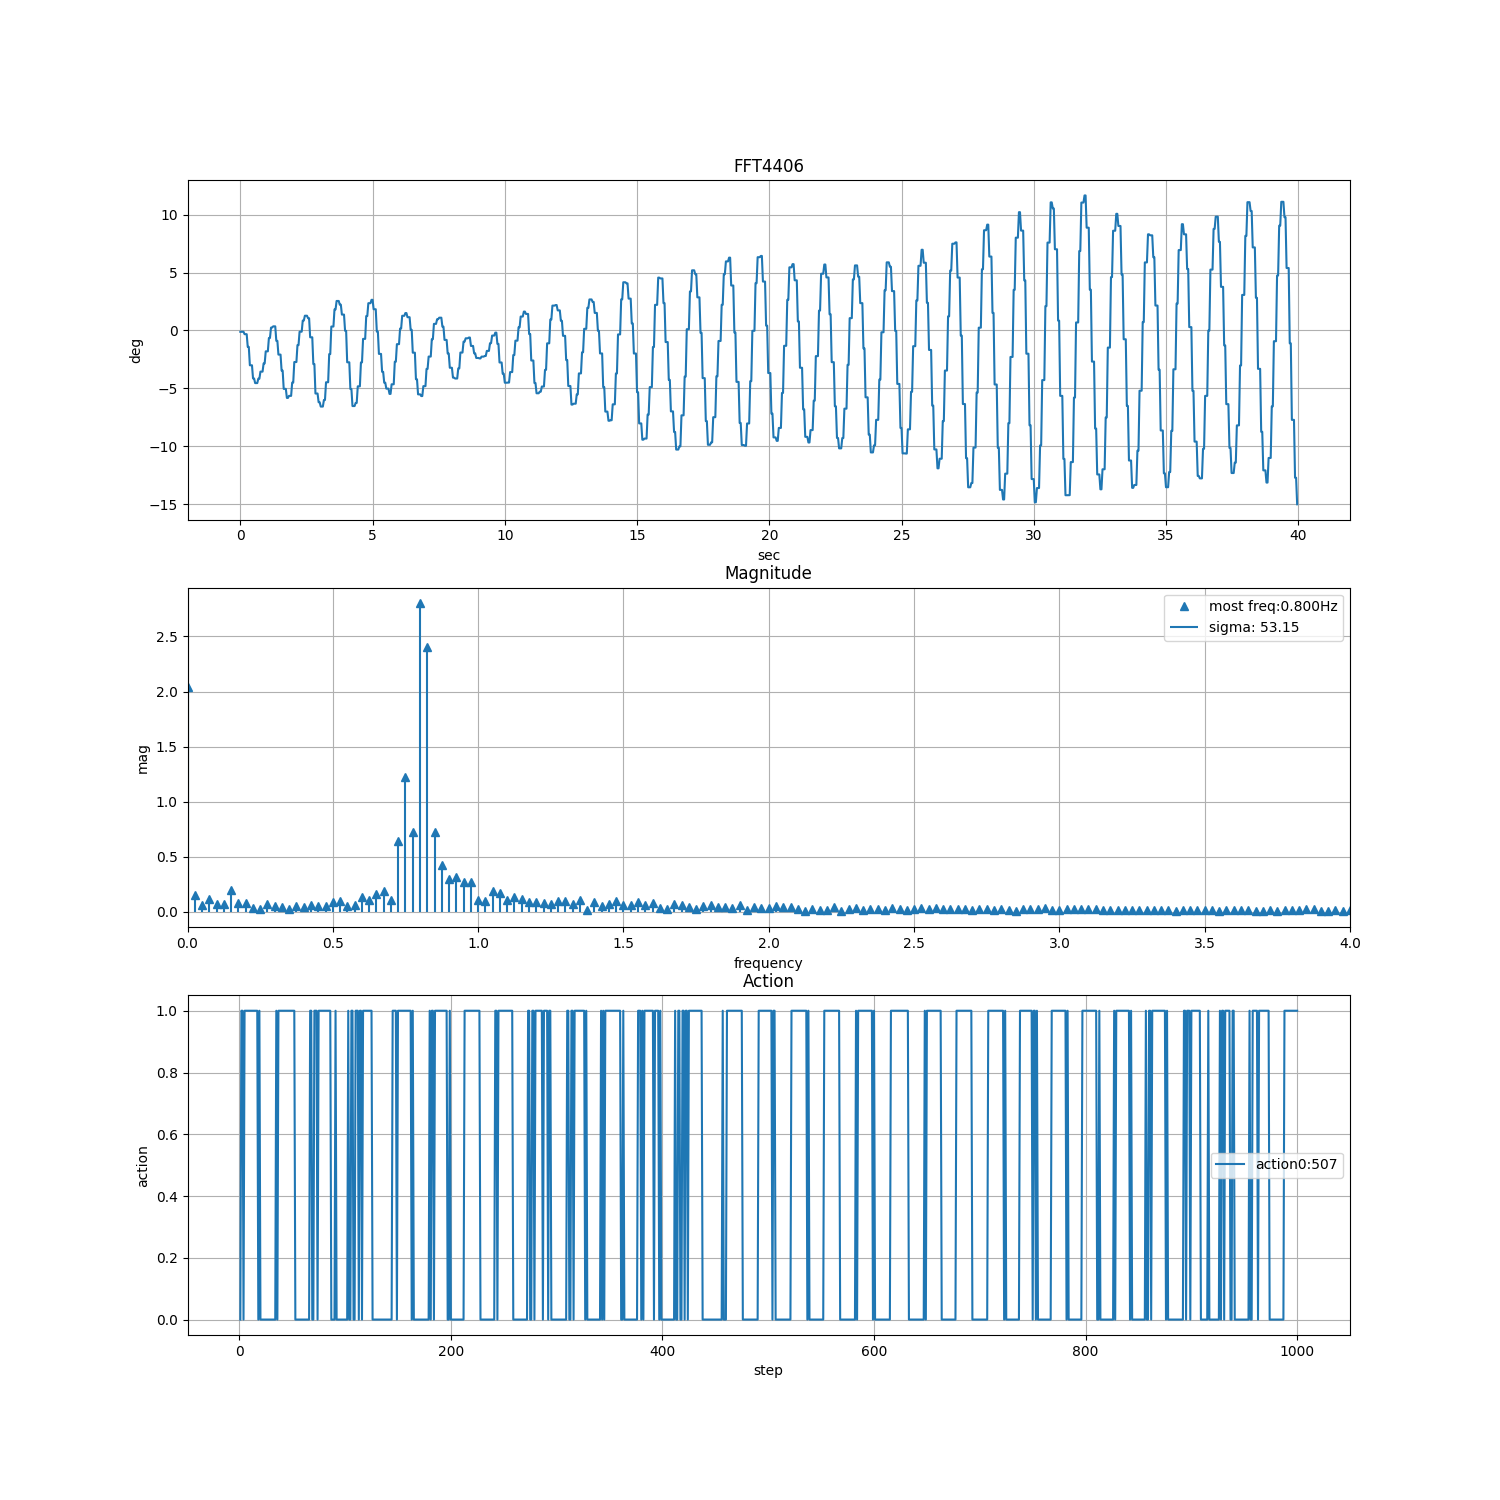 FFT4406
10
5
0
−5
−10
−15
deg
0 5 10 15 20 25 30 35 40
sec
Magnitude
most freq:0.800Hz
sigma: 53.15
2.5
2.0
1.5
1.0
0.5
0.0
mag
0.0 0.5 1.0 1.5 2.0 2.5 3.0 3.5 4.0
frequency
Action
1.0
0.8
0.6
0.4
0.2
0.0
action
action0:507
0 200 400 600 800 1000
step